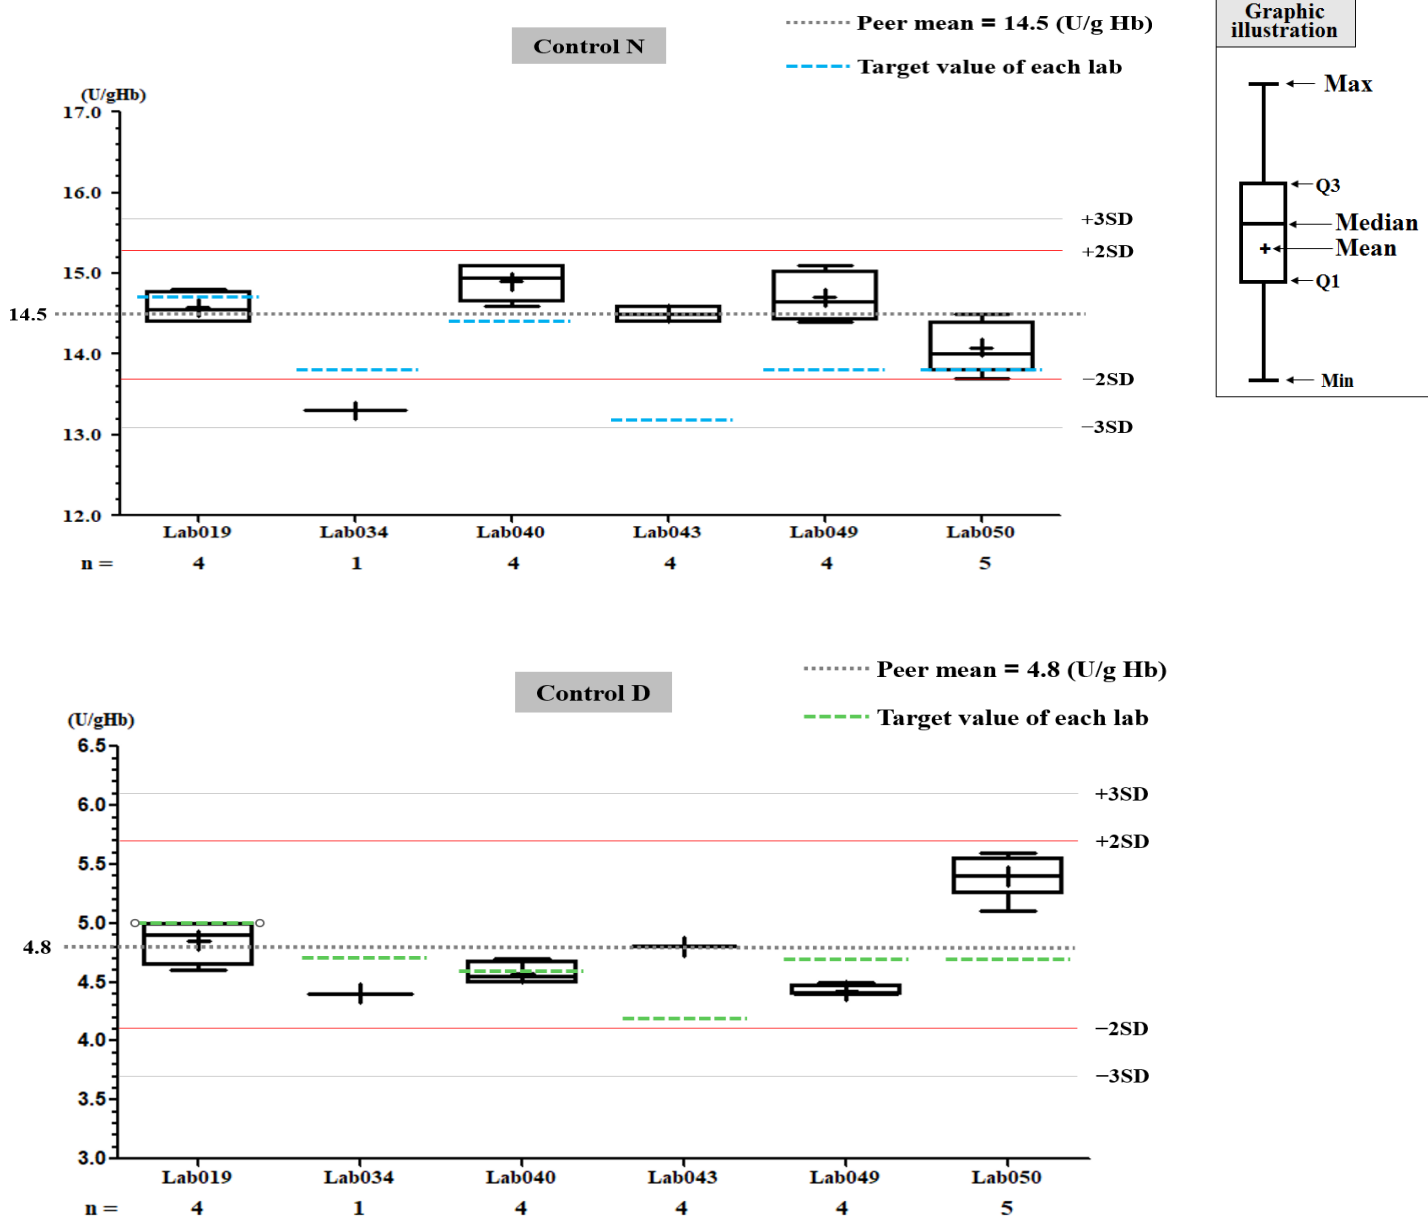 Control N
Peer mean = 14.5 (U/g Hb)
Target value of each lab
(U/gHb)
17.0
16.0
15.0
14.5
14.0
13.0
12.0
+3SD
+2SD
−2SD
−3SD
Lab019 Lab034 Lab040 Lab043 Lab049 Lab050
n = 4 1 4 4 4 5
Graphic
illustration
Max
Q3
Median
Mean
Q1
Min
Control D
Peer mean = 4.8 (U/g Hb)
Target value of each lab
(U/gHb)
6.5
6.0
5.5
5.0
4.8
4.5
4.0
3.5
3.0
+3SD
+2SD
−2SD
−3SD
Lab019 Lab034 Lab040 Lab043 Lab049 Lab050
n = 4 1 4 4 4 5